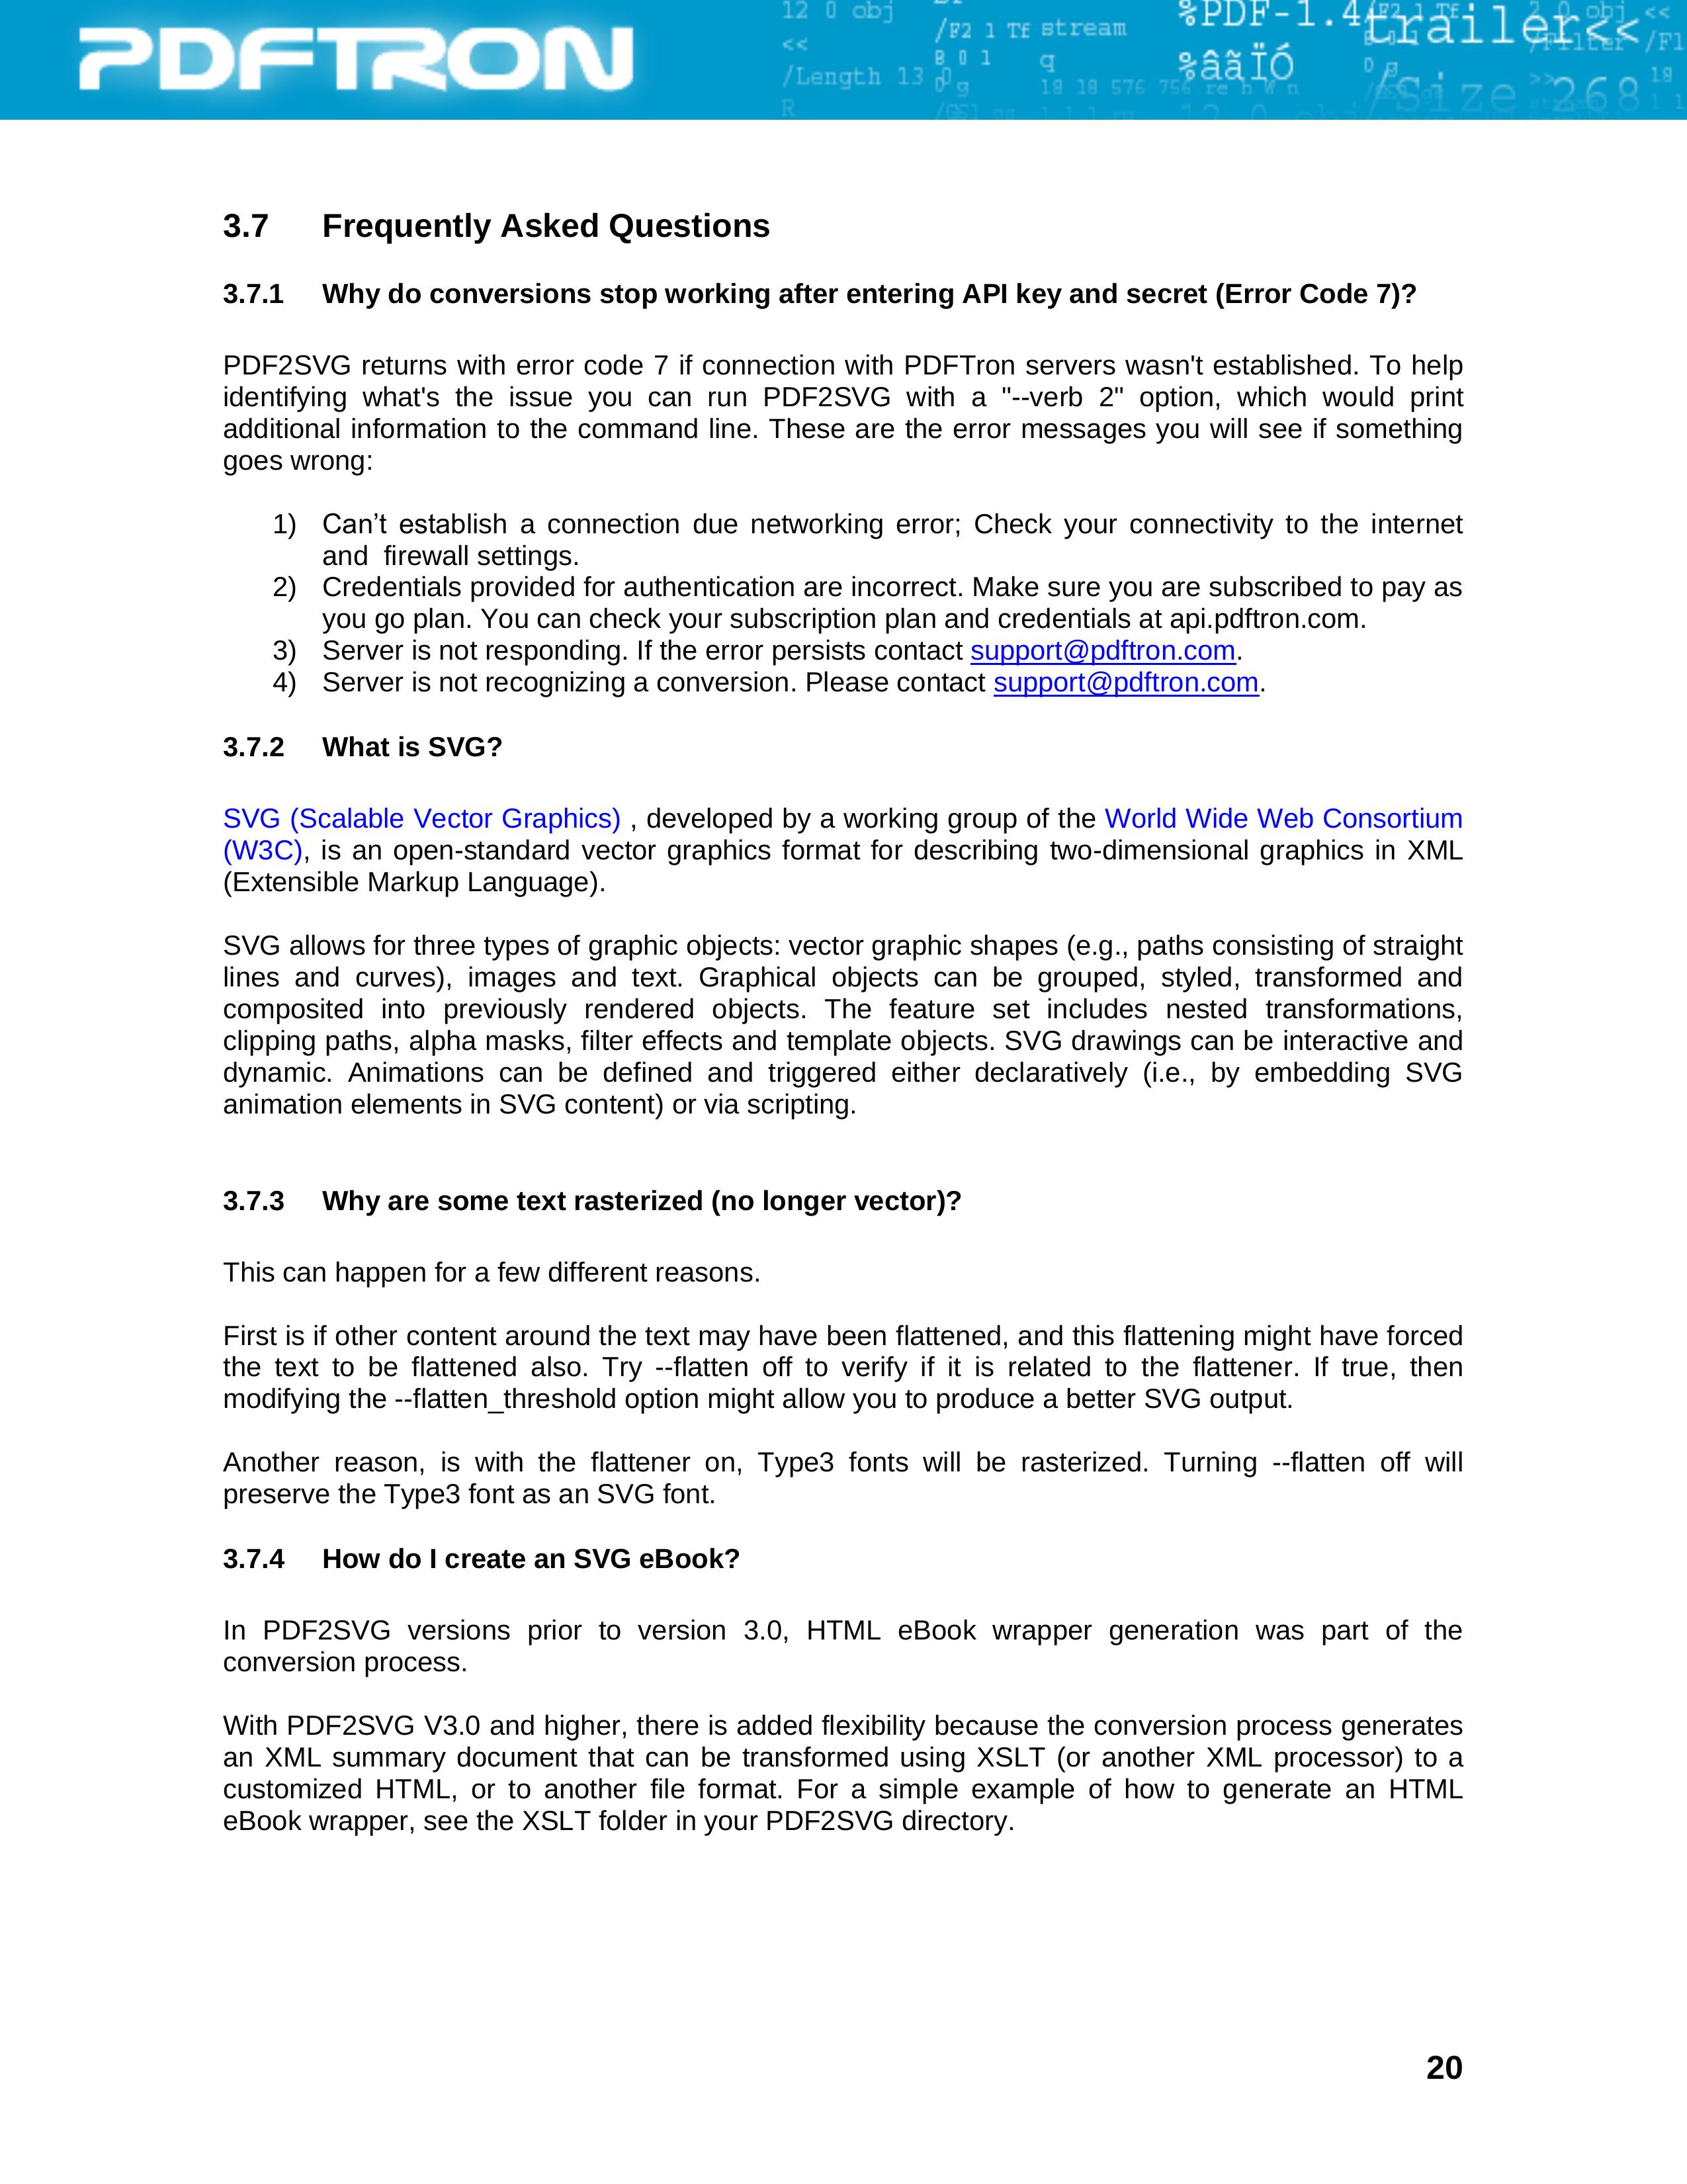 PDFTRON
12 0 obj
<<
/Length 13 0
R
/F2 1 Tf
stream
q
18 18 576 756 re h W n
%PDF-1.4
%âãÏÓ
trailer<<
/Size 268
3.7 Frequently Asked Questions
3.7.1 Why do conversions stop working after entering API key and secret (Error Code 7)?
PDF2SVG returns with error code 7 if connection with PDFTron servers wasn't established. To help
identifying what's the issue you can run PDF2SVG with a "--verb 2" option, which would print
additional information to the command line. These are the error messages you will see if something
goes wrong:
1) Can’t establish a connection due networking error; Check your connectivity to the internet
and firewall settings.
2) Credentials provided for authentication are incorrect. Make sure you are subscribed to pay as
you go plan. You can check your subscription plan and credentials at api.pdftron.com.
3) Server is not responding. If the error persists contact support@pdftron.com.
4) Server is not recognizing a conversion. Please contact support@pdftron.com.
3.7.2 What is SVG?
SVG (Scalable Vector Graphics) , developed by a working group of the World Wide Web Consortium
(W3C), is an open-standard vector graphics format for describing two-dimensional graphics in XML
(Extensible Markup Language).
SVG allows for three types of graphic objects: vector graphic shapes (e.g., paths consisting of straight
lines and curves), images and text. Graphical objects can be grouped, styled, transformed and
composited into previously rendered objects. The feature set includes nested transformations,
clipping paths, alpha masks, filter effects and template objects. SVG drawings can be interactive and
dynamic. Animations can be defined and triggered either declaratively (i.e., by embedding SVG
animation elements in SVG content) or via scripting.
3.7.3 Why are some text rasterized (no longer vector)?
This can happen for a few different reasons.
First is if other content around the text may have been flattened, and this flattening might have forced
the text to be flattened also. Try --flatten off to verify if it is related to the flattener. If true, then
modifying the --flatten_threshold option might allow you to produce a better SVG output.
Another reason, is with the flattener on, Type3 fonts will be rasterized. Turning --flatten off will
preserve the Type3 font as an SVG font.
3.7.4 How do I create an SVG eBook?
In PDF2SVG versions prior to version 3.0, HTML eBook wrapper generation was part of the
conversion process.
With PDF2SVG V3.0 and higher, there is added flexibility because the conversion process generates
an XML summary document that can be transformed using XSLT (or another XML processor) to a
customized HTML, or to another file format. For a simple example of how to generate an HTML
eBook wrapper, see the XSLT folder in your PDF2SVG directory.
20